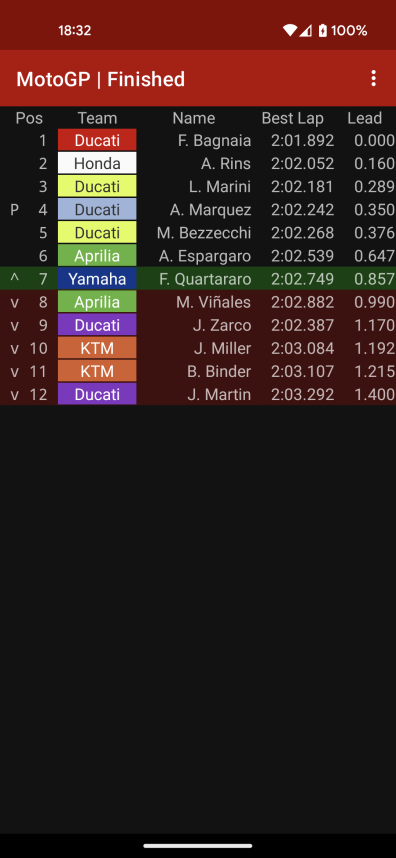 18:32 100%
MotoGP | Finished
Pos Team Name Best Lap Lead
1 Ducati F. Bagnaia 2:01.892 0.000
2 Honda A. Rins 2:02.052 0.160
3 Ducati L. Marini 2:02.181 0.289
P 4 Ducati A. Marquez 2:02.242 0.350
5 Ducati M. Bezzecchi 2:02.268 0.376
6 Aprilia A. Espargaro 2:02.539 0.647
^ 7 Yamaha F. Quartararo 2:02.749 0.857
v 8 Aprilia M. Viñales 2:02.882 0.990
v 9 Ducati J. Zarco 2:02.387 1.170
v 10 KTM J. Miller 2:03.084 1.192
v 11 KTM B. Binder 2:03.107 1.215
v 12 Ducati J. Martin 2:03.292 1.400